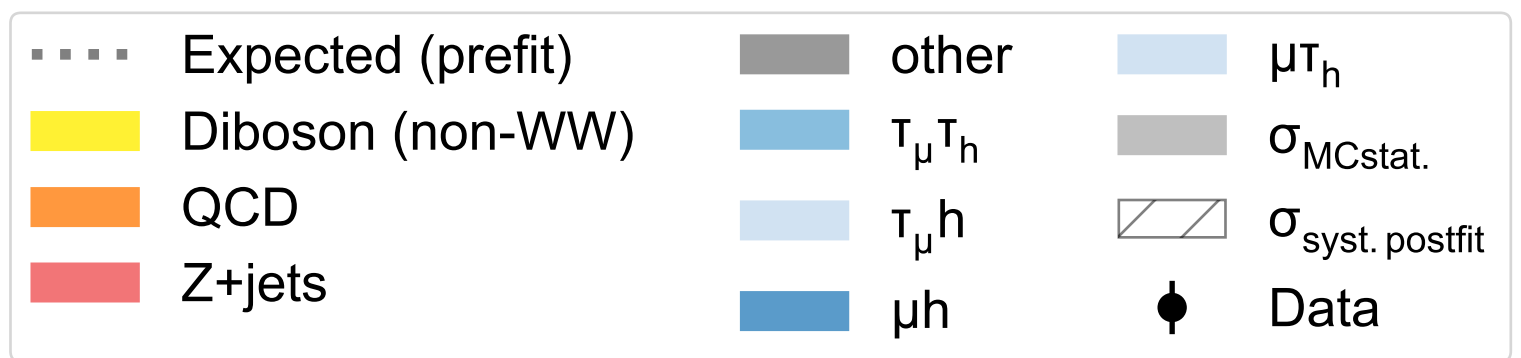 Expected (prefit)
Diboson (non-WW)
QCD
Z+jets
other
τμτh
τμh
μh
μτh
σMCstat.
σsyst. postfit
Data